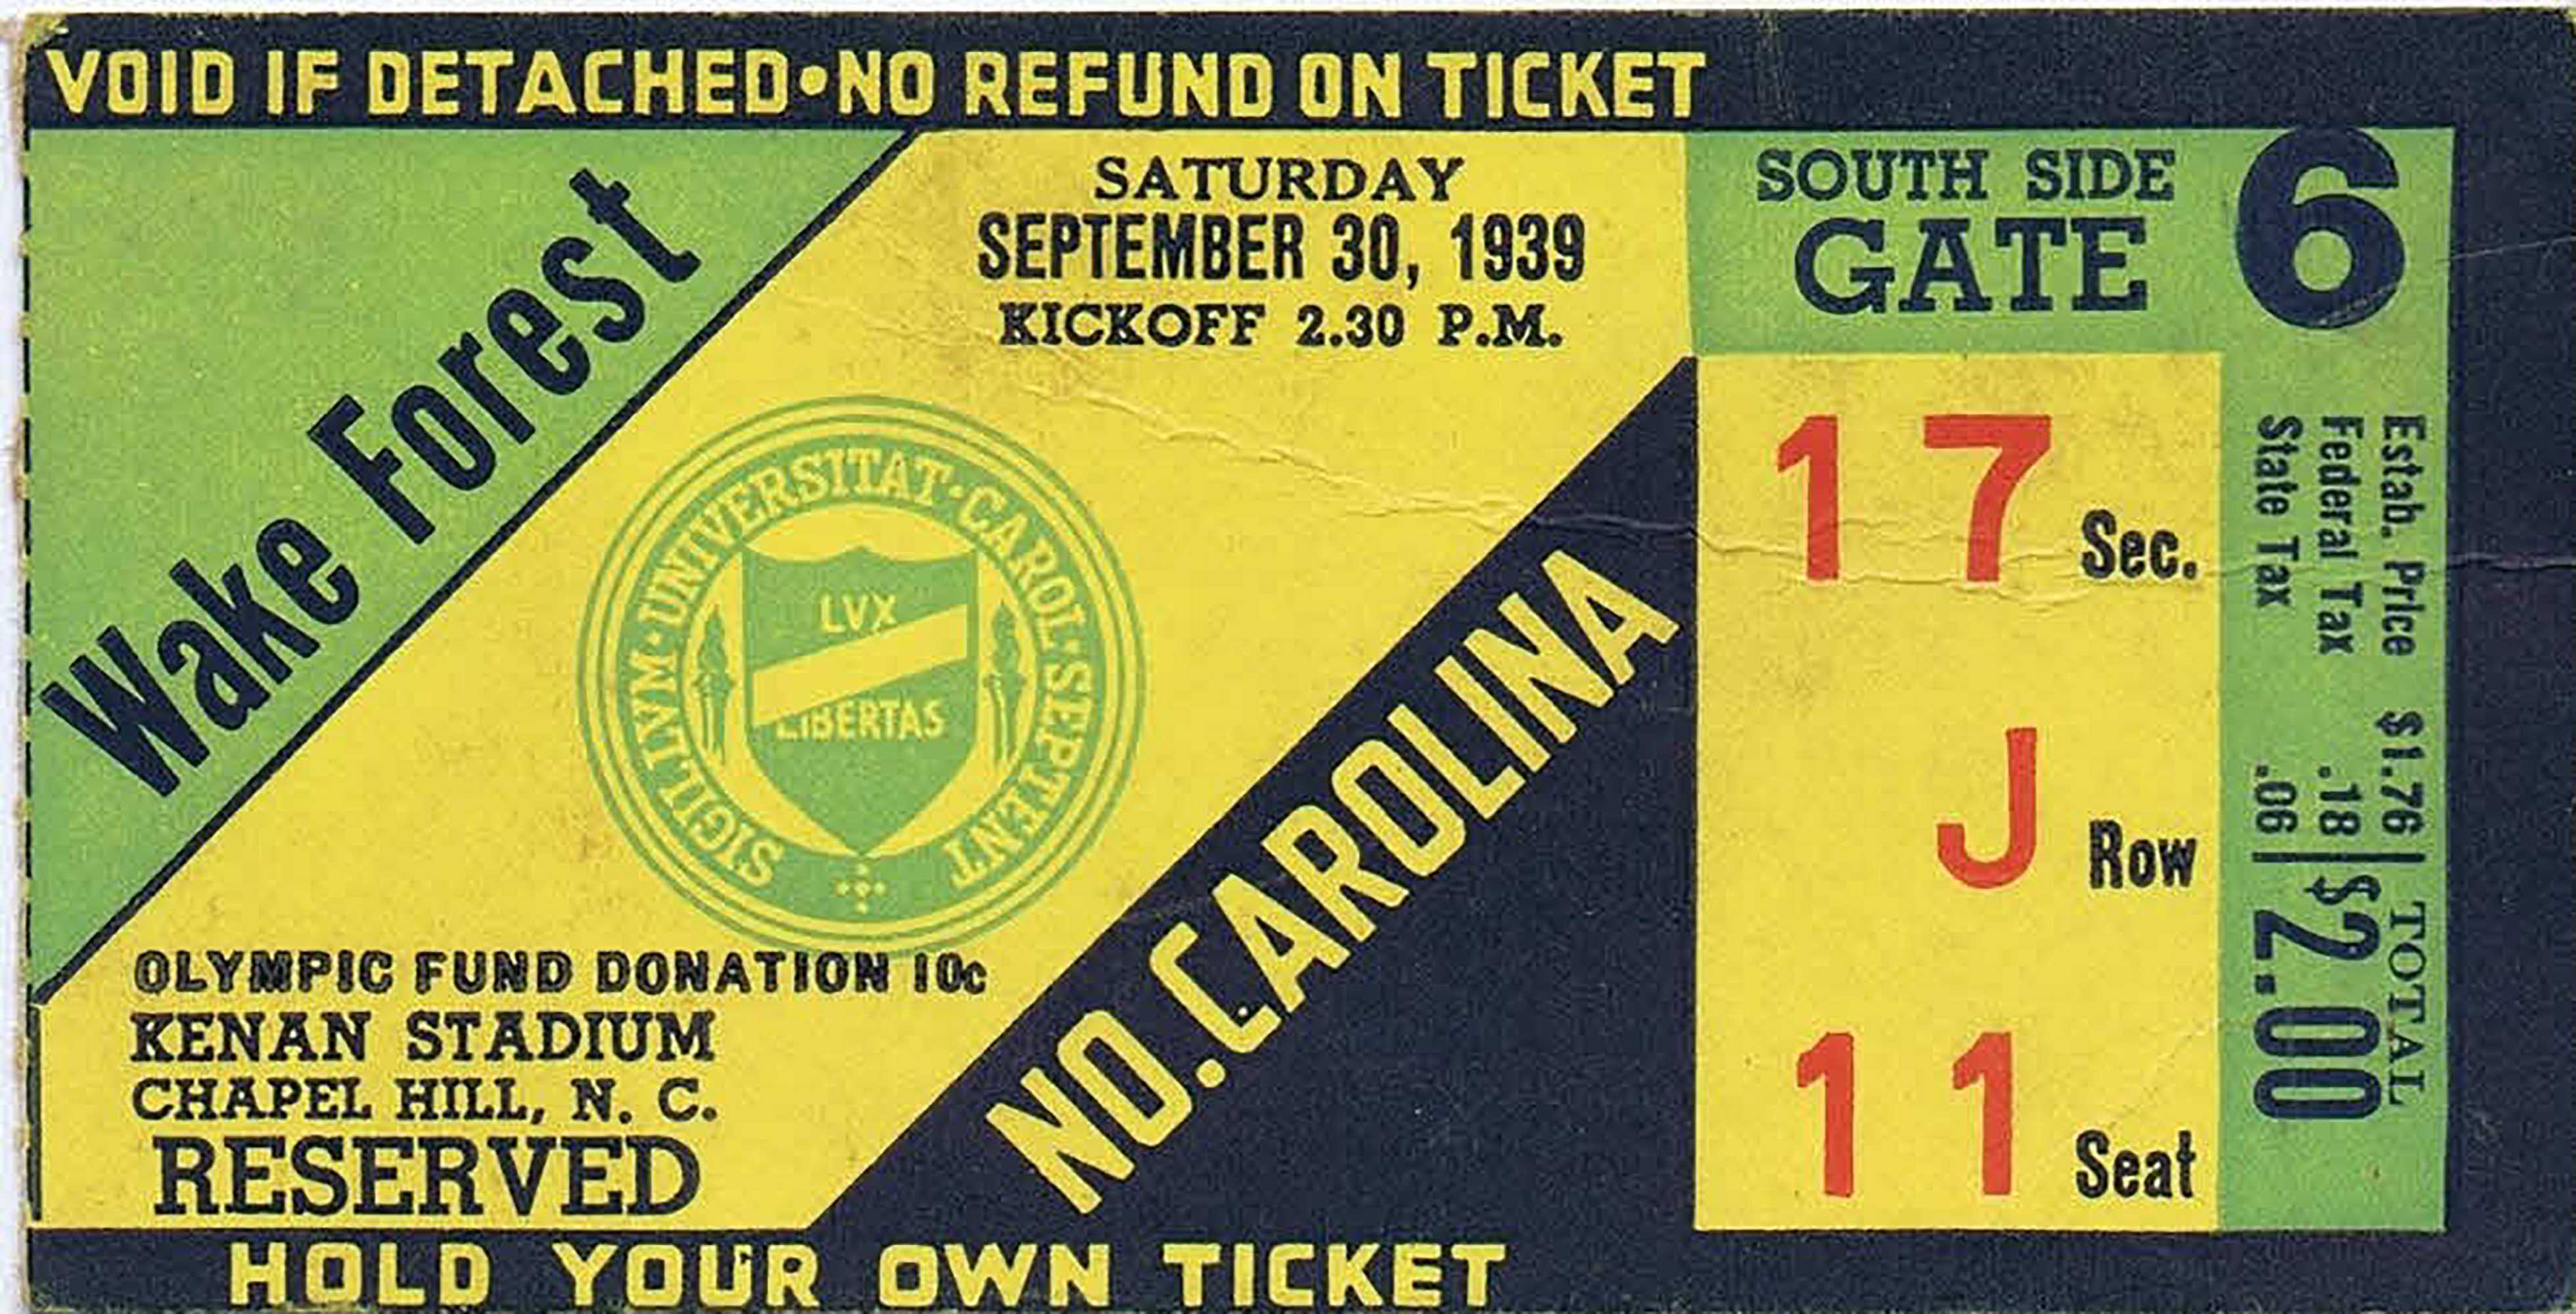 VOID IF DETACHED•NO REFUND ON TICKET
Wake Forest
SATURDAY
SEPTEMBER 30, 1939
KICKOFF 2.30 P.M.
SIGILLVM·UNIVERSITAT·CAROL·SEPTENT
LVX
LIBERTAS
NO. CAROLINA
OLYMPIC FUND DONATION 10c
KENAN STADIUM
CHAPEL HILL, N. C.
RESERVED
SOUTH SIDE
GATE 6
17 Sec.
J Row
11 Seat
Estab. Price $1.76
Federal Tax .18
State Tax .06
TOTAL
$2.00
HOLD YOUR OWN TICKET